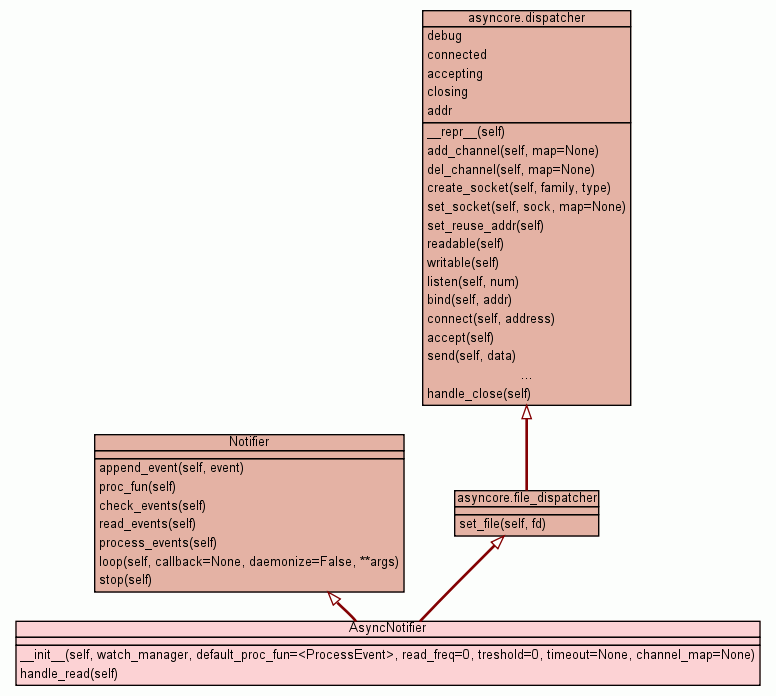 asyncore.dispatcher
debug
connected
accepting
closing
addr
__repr__(self)
add_channel(self, map=None)
del_channel(self, map=None)
create_socket(self, family, type)
set_socket(self, sock, map=None)
set_reuse_addr(self)
readable(self)
writable(self)
listen(self, num)
bind(self, addr)
connect(self, address)
accept(self)
send(self, data)
...
handle_close(self)
Notifier
append_event(self, event)
proc_fun(self)
check_events(self)
read_events(self)
process_events(self)
loop(self, callback=None, daemonize=False, **args)
stop(self)
asyncore.file_dispatcher
set_file(self, fd)
AsyncNotifier
__init__(self, watch_manager, default_proc_fun=<ProcessEvent>, read_freq=0, treshold=0, timeout=None, channel_map=None)
handle_read(self)